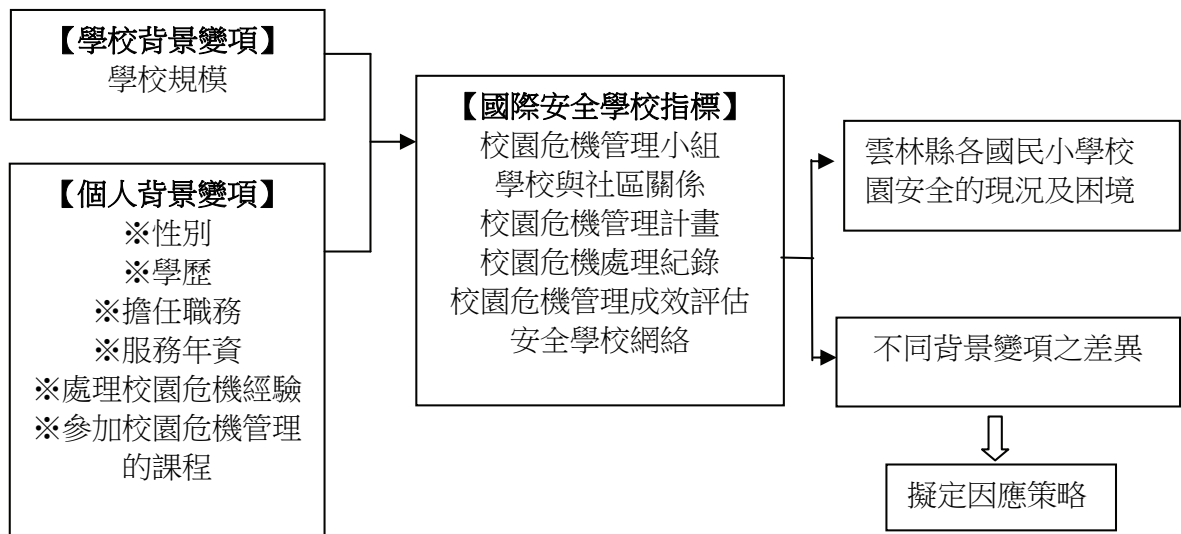 【學校背景變項】
學校規模
【個人背景變項】
※性別
※學歷
※擔任職務
※服務年資
※處理校園危機經驗
※參加校園危機管理
的課程
【國際安全學校指標】
校園危機管理小組
學校與社區關係
校園危機管理計畫
校園危機處理紀錄
校園危機管理成效評估
安全學校網絡
雲林縣各國民小學校
園安全的現況及困境
不同背景變項之差異
擬定因應策略